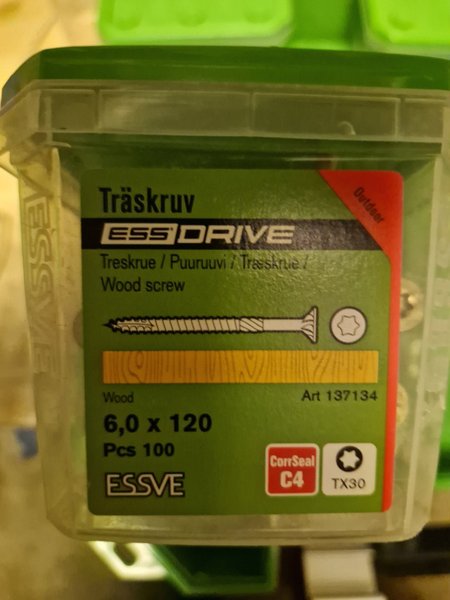 Träskruv
Outdoor
ESSDRIVE
Treskrue / Puuruuvi / Træskrue /
Wood screw
Wood
Art 137134
6,0 x 120
Pcs 100
CorrSeal
C4
TX30
ESSVE
ESSVE